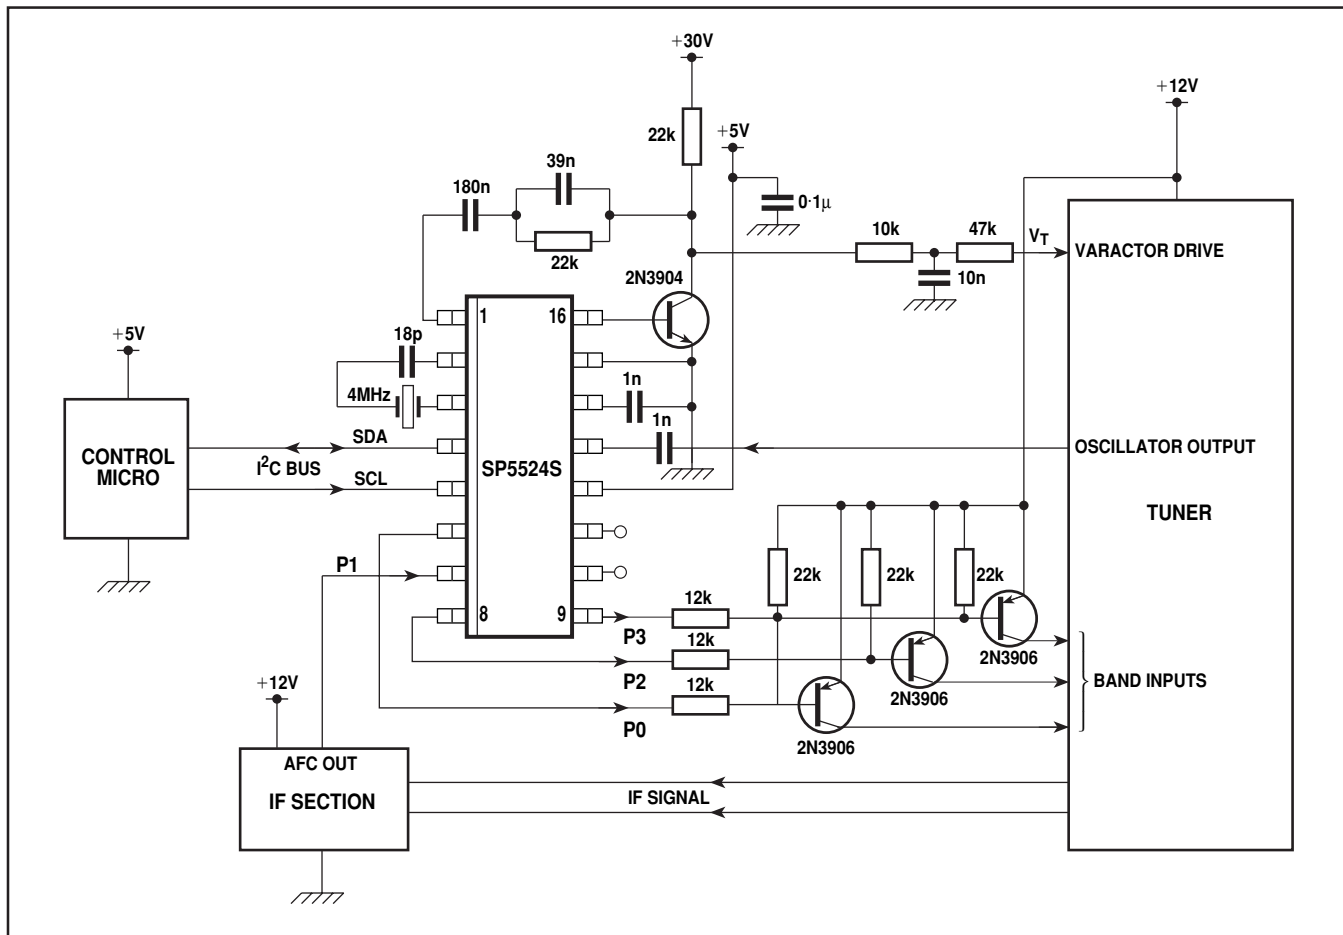 +30V
+12V
22k
+5V
39n
180n
0·1µ
22k
10k
47k
VT
VARACTOR DRIVE
10n
2N3904
1
16
+5V
18p
4MHz
1n
1n
CONTROL
MICRO
SDA
I²C BUS
SCL
SP5524S
OSCILLATOR OUTPUT
TUNER
P1
22k
22k
22k
8
9
12k
P3
12k
P2
12k
P0
2N3906
2N3906
2N3906
BAND INPUTS
+12V
AFC OUT
IF SECTION
IF SIGNAL